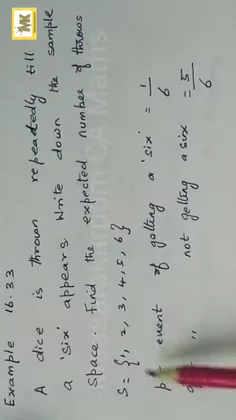 MK
Example 16.33
A dice is thrown repeatedly till
a 'six' appears. Write down the sample
space. Find the expected number of throws
S = {1, 2, 3, 4, 5, 6}
p event of getting a 'six' = 1/6
" not getting a six = 5/6